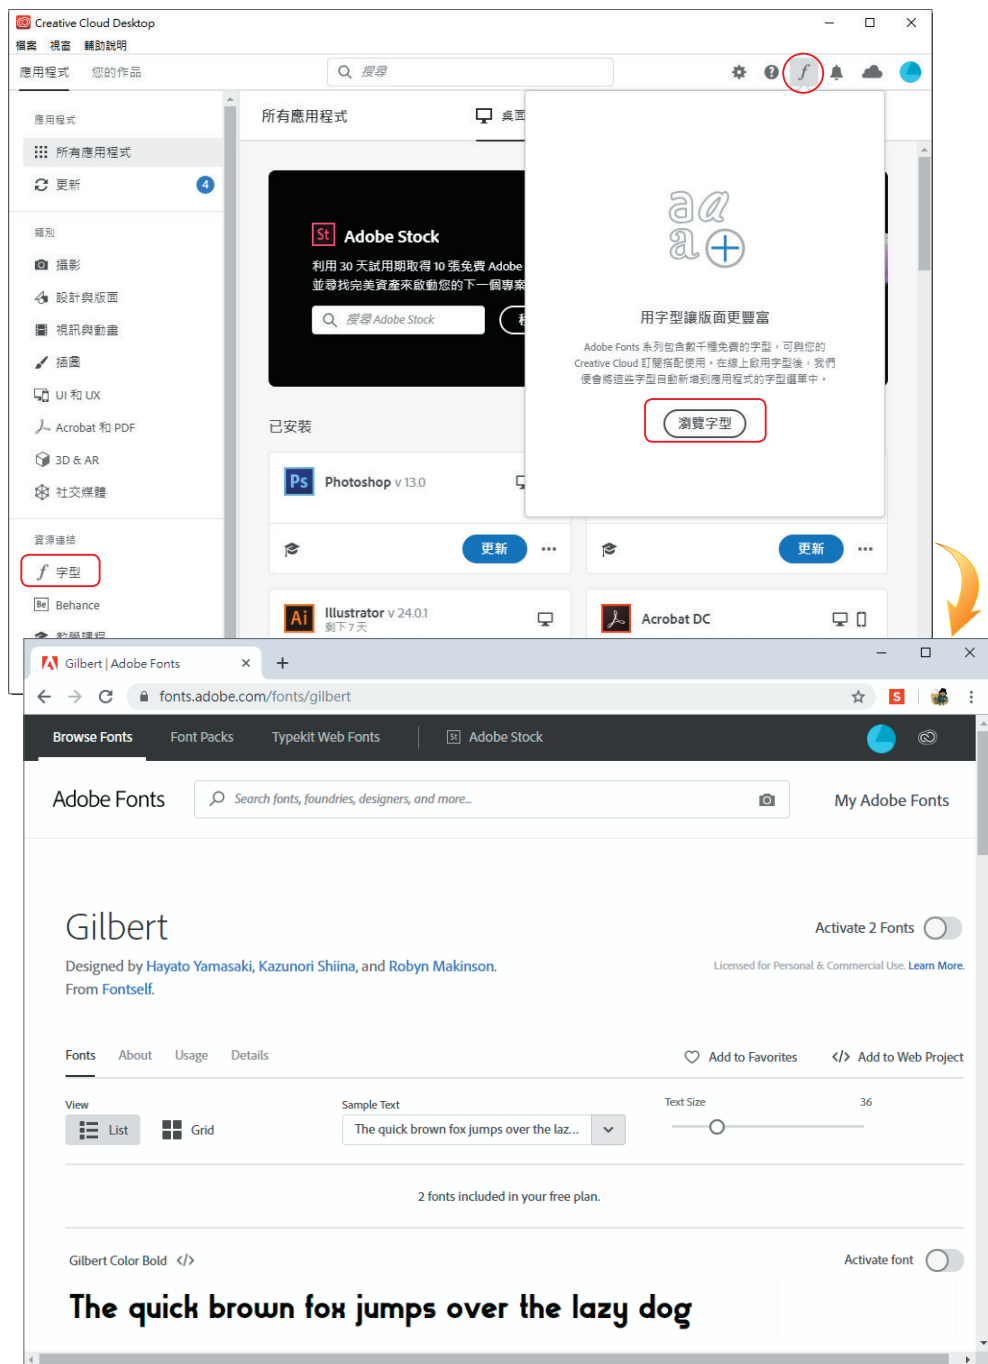 Creative Cloud Desktop
檔案 視窗 輔助說明
應用程式 您的作品
搜尋
應用程式
所有應用程式
更新 4
類別
攝影
設計與版面
視訊與動畫
插圖
UI 和 UX
Acrobat 和 PDF
3D & AR
社交媒體
資源連結
字型
Behance
教學課程
所有應用程式 桌面
St Adobe Stock
利用 30 天試用期取得 10 張免費 Adobe
並尋找完美資產來啟動您的下一個專案
搜尋 Adobe Stock
已安裝
Ps Photoshop v 13.0
更新
更新
Ai Illustrator v 24.0.1
剩下 7 天
Acrobat DC
用字型讓版面更豐富
Adobe Fonts 系列包含數千種免費的字型，可與您的
Creative Cloud 訂閱搭配使用。在線上啟用字型後，我們
便會將這些字型自動新增到應用程式的字型選單中。
瀏覽字型
Gilbert | Adobe Fonts
fonts.adobe.com/fonts/gilbert
Browse Fonts Font Packs Typekit Web Fonts St Adobe Stock
Adobe Fonts Search fonts, foundries, designers, and more... My Adobe Fonts
Gilbert
Activate 2 Fonts
Designed by Hayato Yamasaki, Kazunori Shiina, and Robyn Makinson.
Licensed for Personal & Commercial Use. Learn More.
From Fontself.
Fonts About Usage Details Add to Favorites </> Add to Web Project
View Sample Text Text Size 36
List Grid The quick brown fox jumps over the laz...
2 fonts included in your free plan.
Gilbert Color Bold </> Activate font
The quick brown fox jumps over the lazy dog